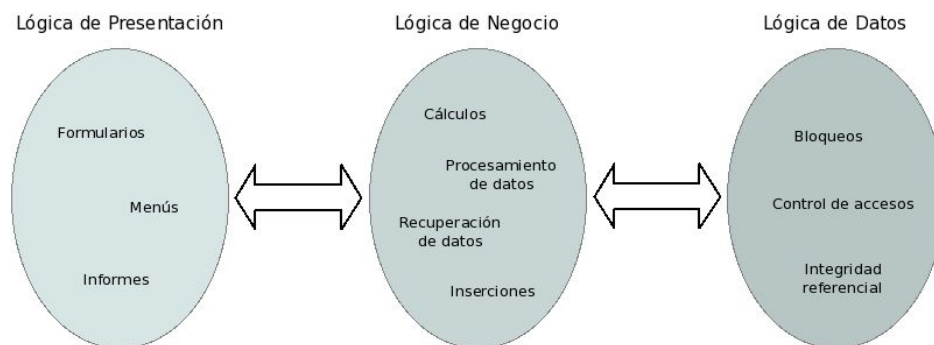 Lógica de Presentación
Formularios
Menús
Informes
Lógica de Negocio
Cálculos
Procesamiento
de datos
Recuperación
de datos
Inserciones
Lógica de Datos
Bloqueos
Control de accesos
Integridad
referencial